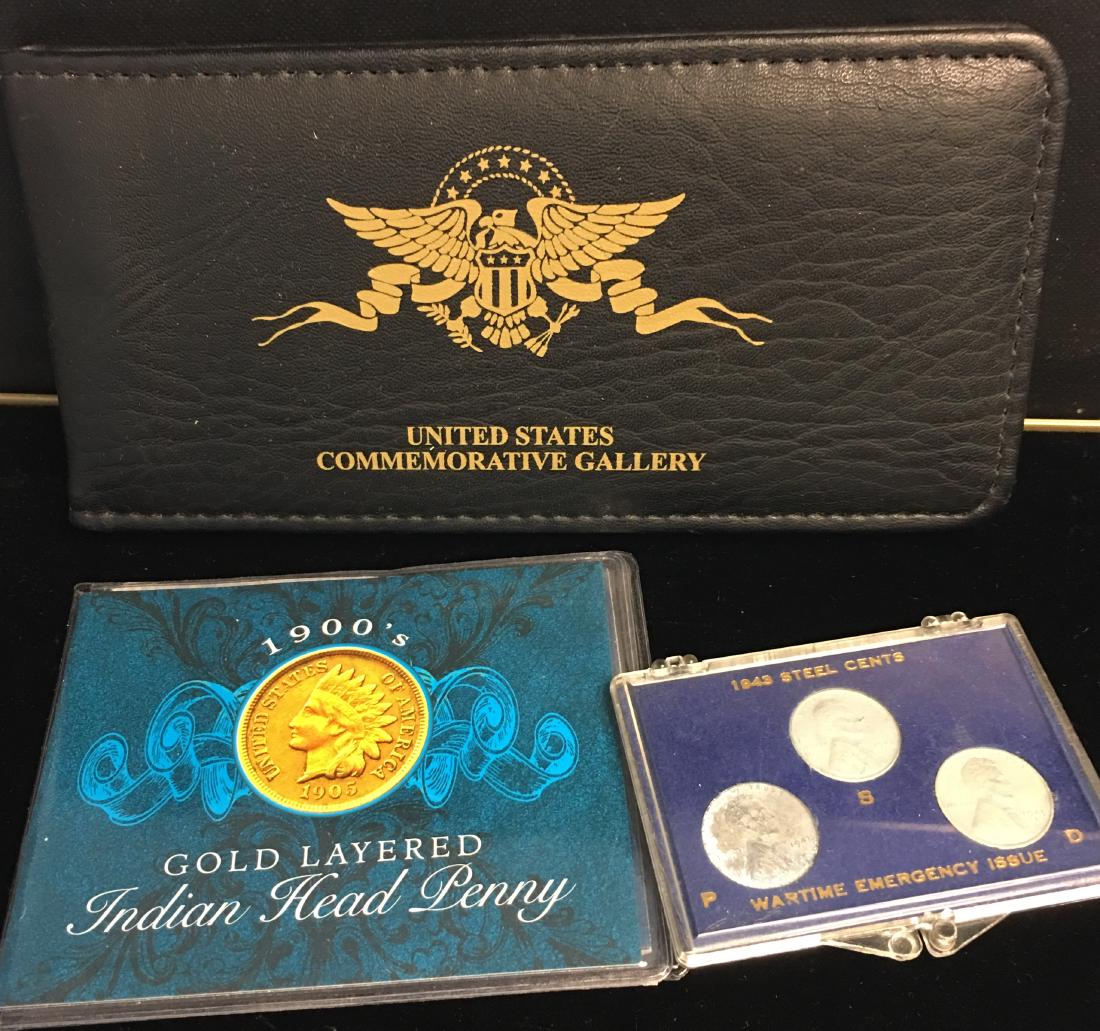 UNITED STATES
COMMEMORATIVE GALLERY
1900's
UNITED STATES OF AMERICA
1905
GOLD LAYERED
Indian Head Penny
1943 STEEL CENTS
S
P
D
WARTIME EMERGENCY ISSUE